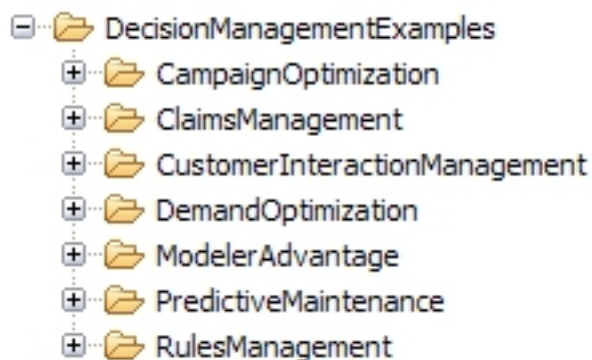 DecisionManagementExamples
CampaignOptimization
ClaimsManagement
CustomerInteractionManagement
DemandOptimization
ModelerAdvantage
PredictiveMaintenance
RulesManagement